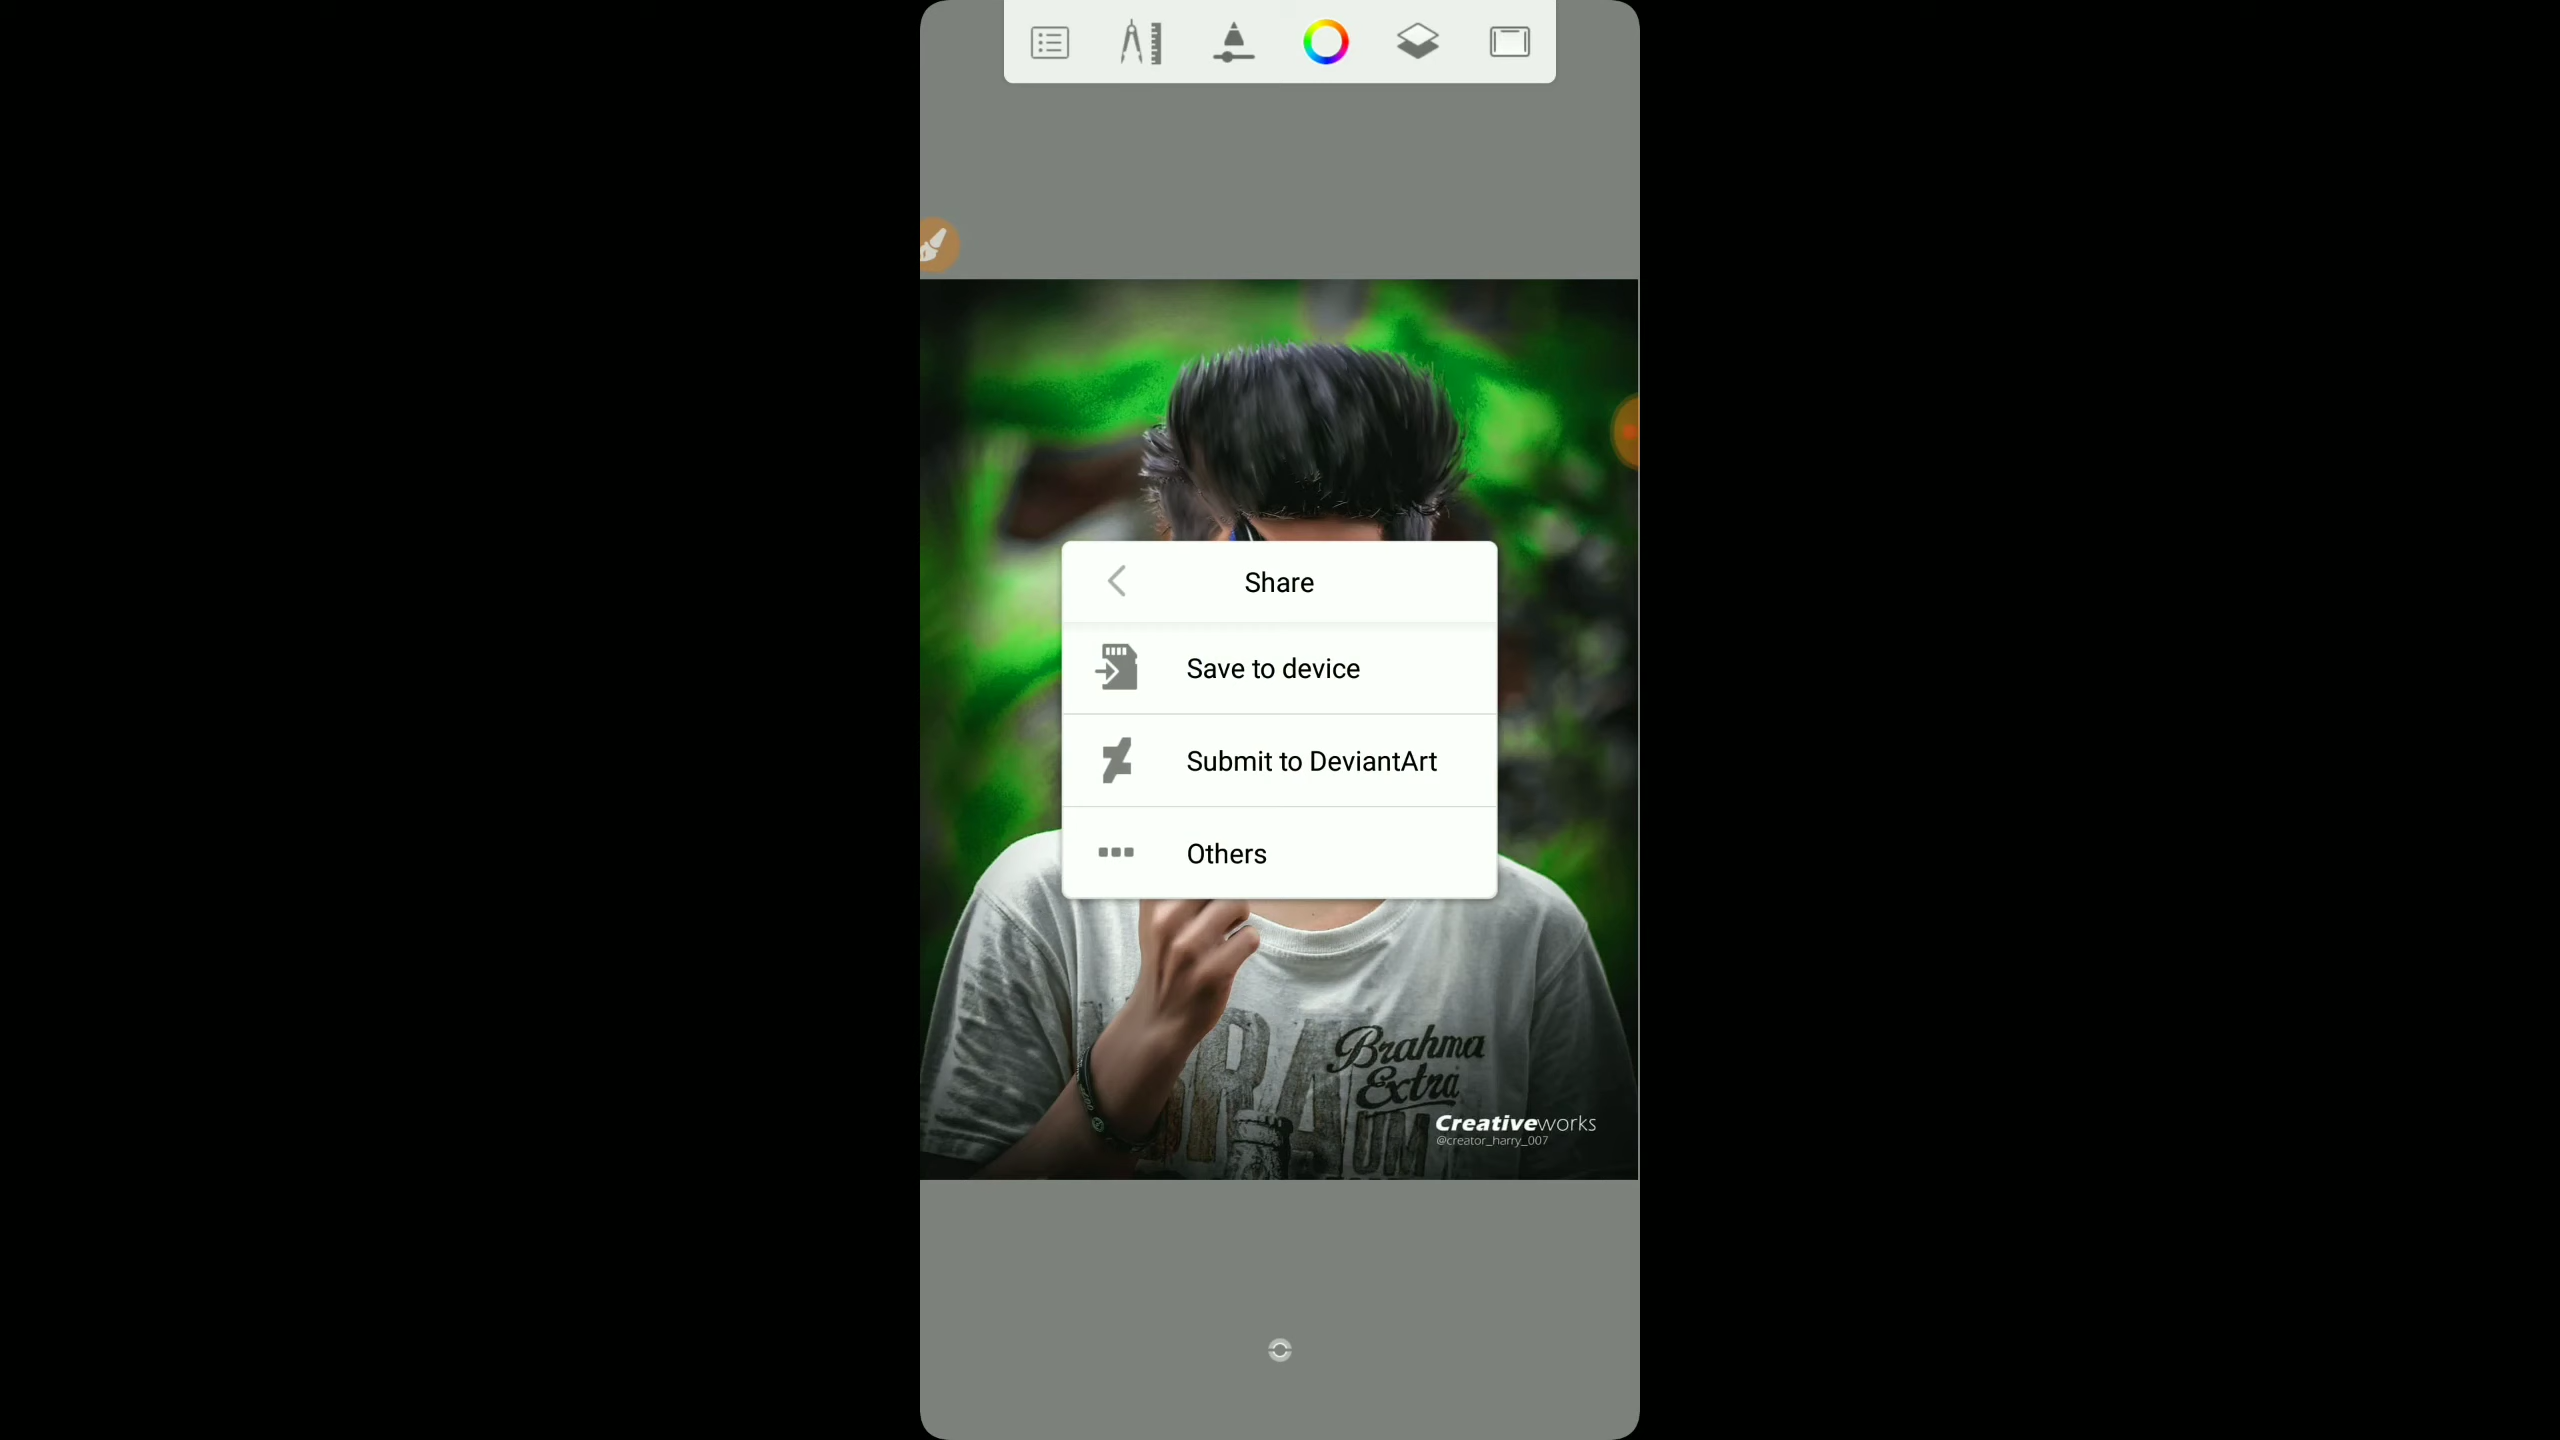 Share
Save to device
Submit to DeviantArt
Others
Brahma
Extra
Creativeworks
@creator_harry_007